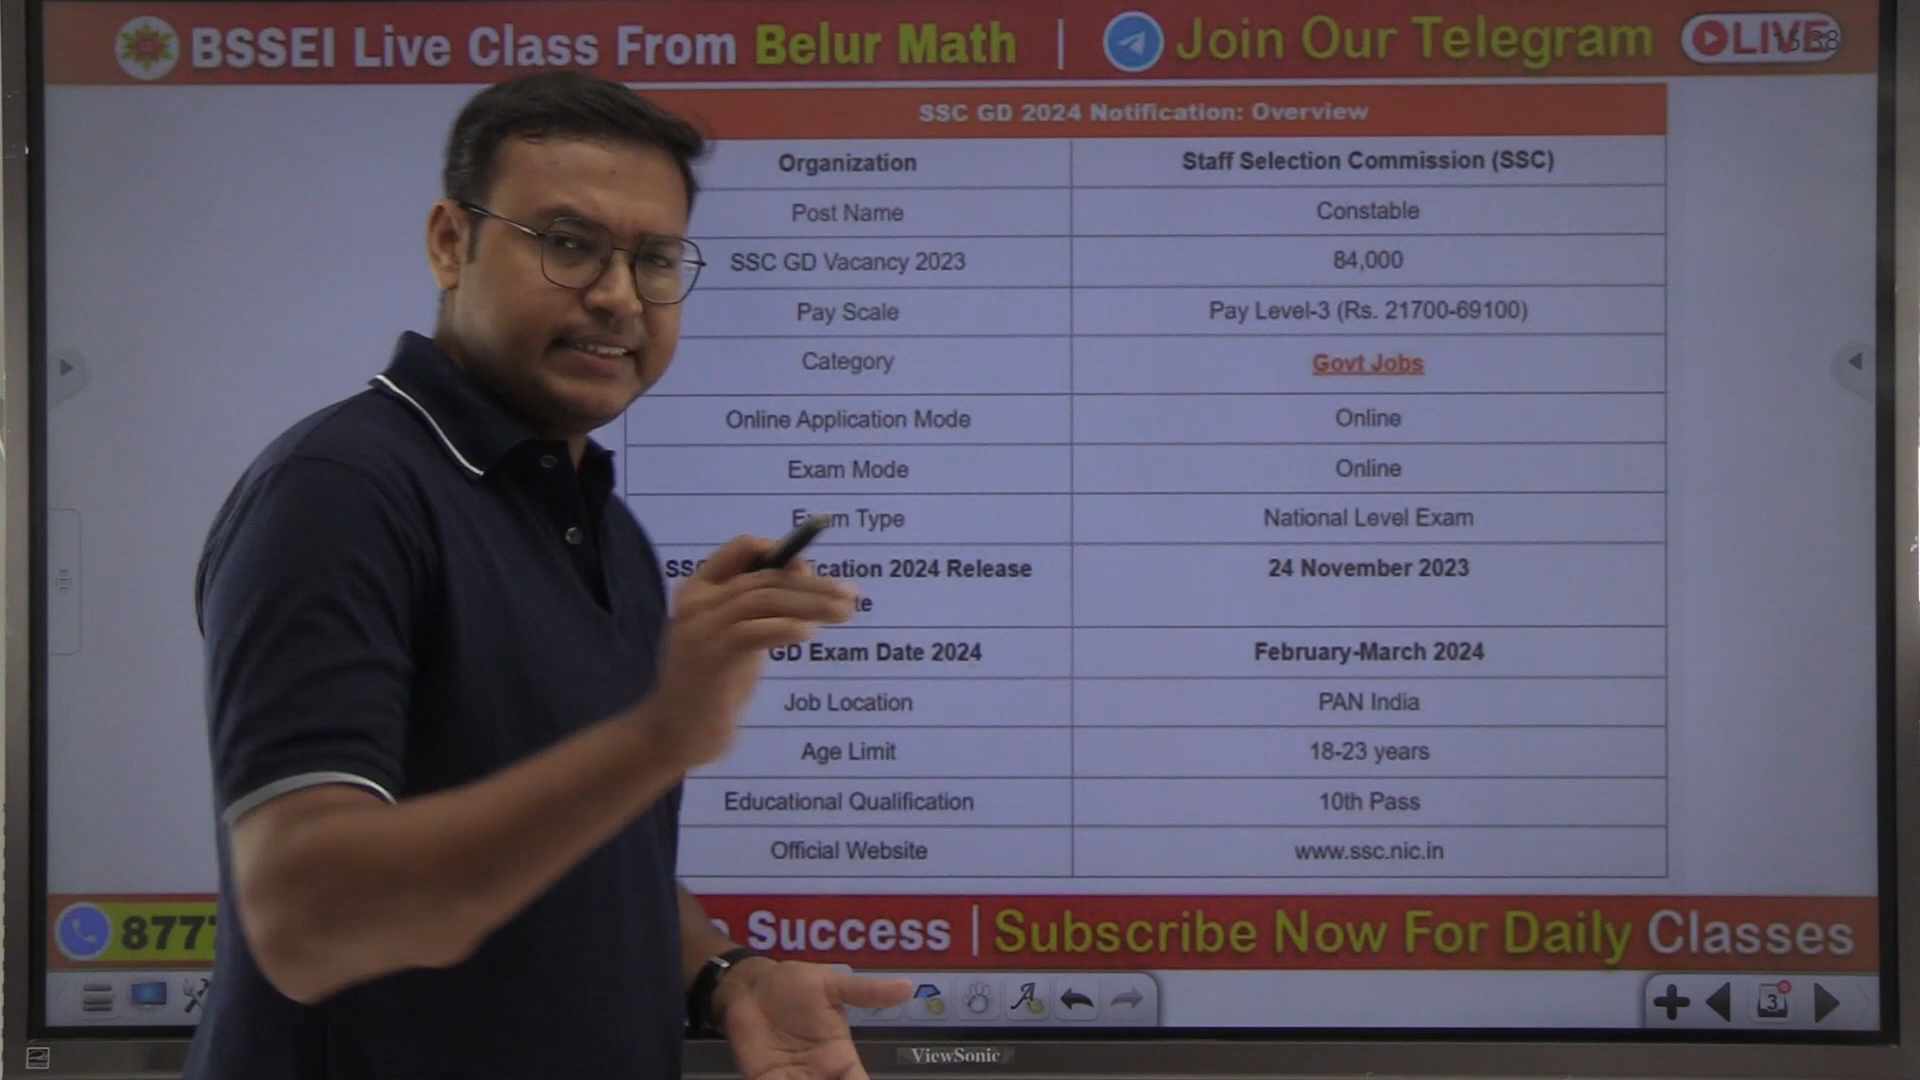 BSSEI Live Class From Belur Math | Join Our Telegram LIVE
SSC GD 2024 Notification: Overview
Organization Staff Selection Commission (SSC)
Post Name Constable
SSC GD Vacancy 2023 84,000
Pay Scale Pay Level-3 (Rs. 21700-69100)
Category Govt Jobs
Online Application Mode Online
Exam Mode Online
Exam Type National Level Exam
2024 Release 24 November 2023
GD Exam Date 2024 February-March 2024
Job Location PAN India
Age Limit 18-23 years
Educational Qualification 10th Pass
Official Website www.ssc.nic.in
877 Success | Subscribe Now For Daily Classes
3
ViewSonic